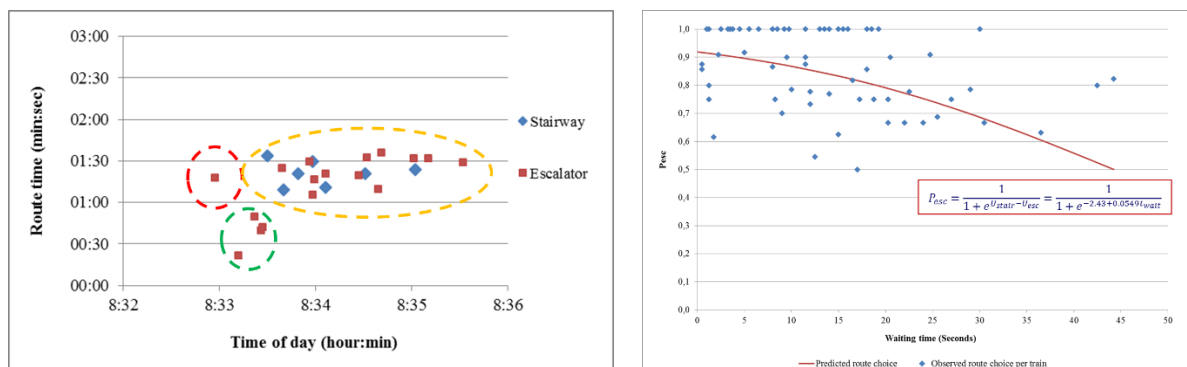 03:00
02:30
02:00
01:30
01:00
00:30
00:00
Route time (min:sec)
8:32 8:33 8:34 8:35 8:36
Time of day (hour:min)
Stairway
Escalator
1,0
0,9
0,8
0,7
0,6
0,5
0,4
0,3
0,2
0,1
0,0
Pesc
0 5 10 15 20 25 30 35 40 45 50
Waiting time (Seconds)
P_esc = 1 / (1 + e^(U_stair − U_esc)) = 1 / (1 + e^(−2.43+0.0549t_wait))
Predicted route choice Observed route choice per train